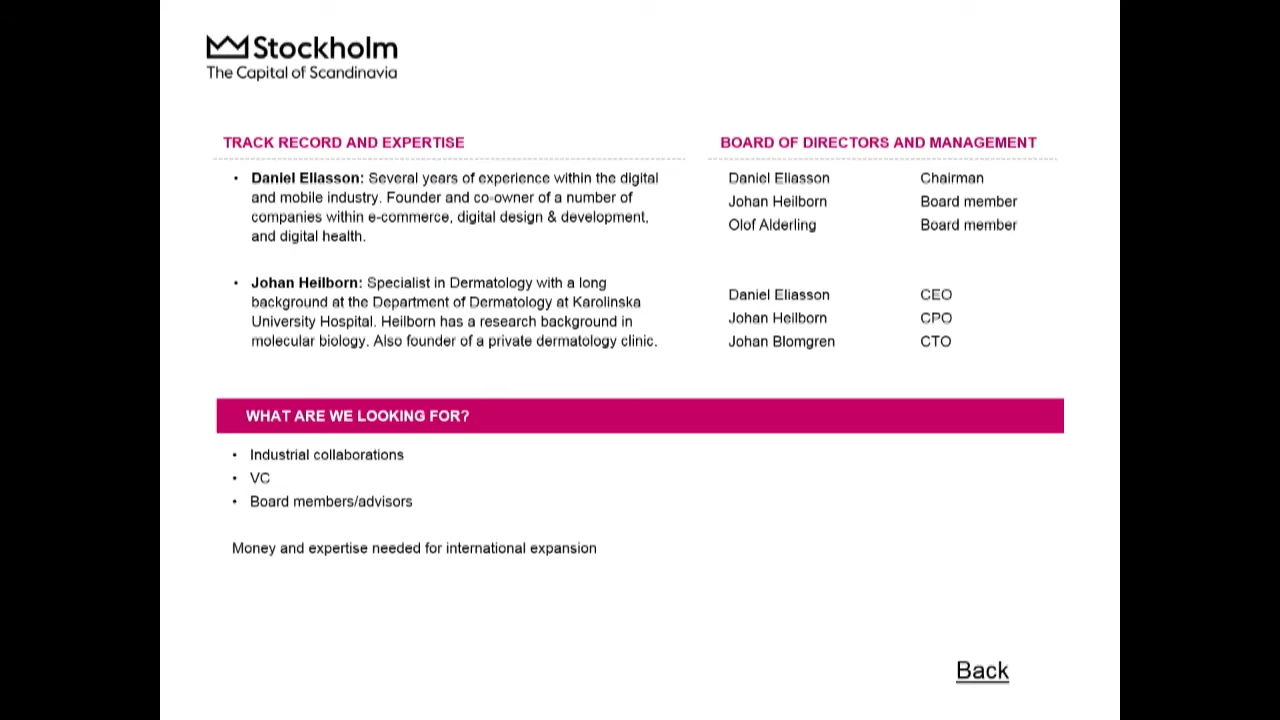 Stockholm
The Capital of Scandinavia
TRACK RECORD AND EXPERTISE
• Daniel Eliasson: Several years of experience within the digital
and mobile industry. Founder and co-owner of a number of
companies within e-commerce, digital design & development,
and digital health.
• Johan Heilborn: Specialist in Dermatology with a long
background at the Department of Dermatology at Karolinska
University Hospital. Heilborn has a research background in
molecular biology. Also founder of a private dermatology clinic.
BOARD OF DIRECTORS AND MANAGEMENT
Daniel Eliasson Chairman
Johan Heilborn Board member
Olof Alderling Board member
Daniel Eliasson CEO
Johan Heilborn CPO
Johan Blomgren CTO
WHAT ARE WE LOOKING FOR?
• Industrial collaborations
• VC
• Board members/advisors
Money and expertise needed for international expansion
Back